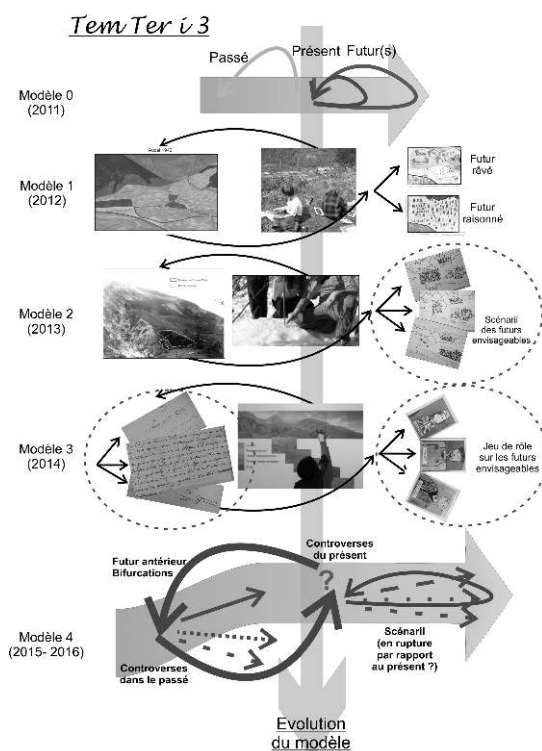 Tem Ter i 3
Passé
Présent Futur(s)
Modèle 0
(2011)
Modèle 1
(2012)
Futur
rêvé
Futur
raisonné
Modèle 2
(2013)
Scénarii
des futurs
envisageables
Modèle 3
(2014)
Jeu de rôle
sur les futurs
envisageables
Controverses
du présent
Futur antérieur
Bifurcations
?
Modèle 4
(2015- 2016)
Controverses
dans le passé
Scénarii
(en rupture
par rapport
au présent ?)
Evolution
du modèle